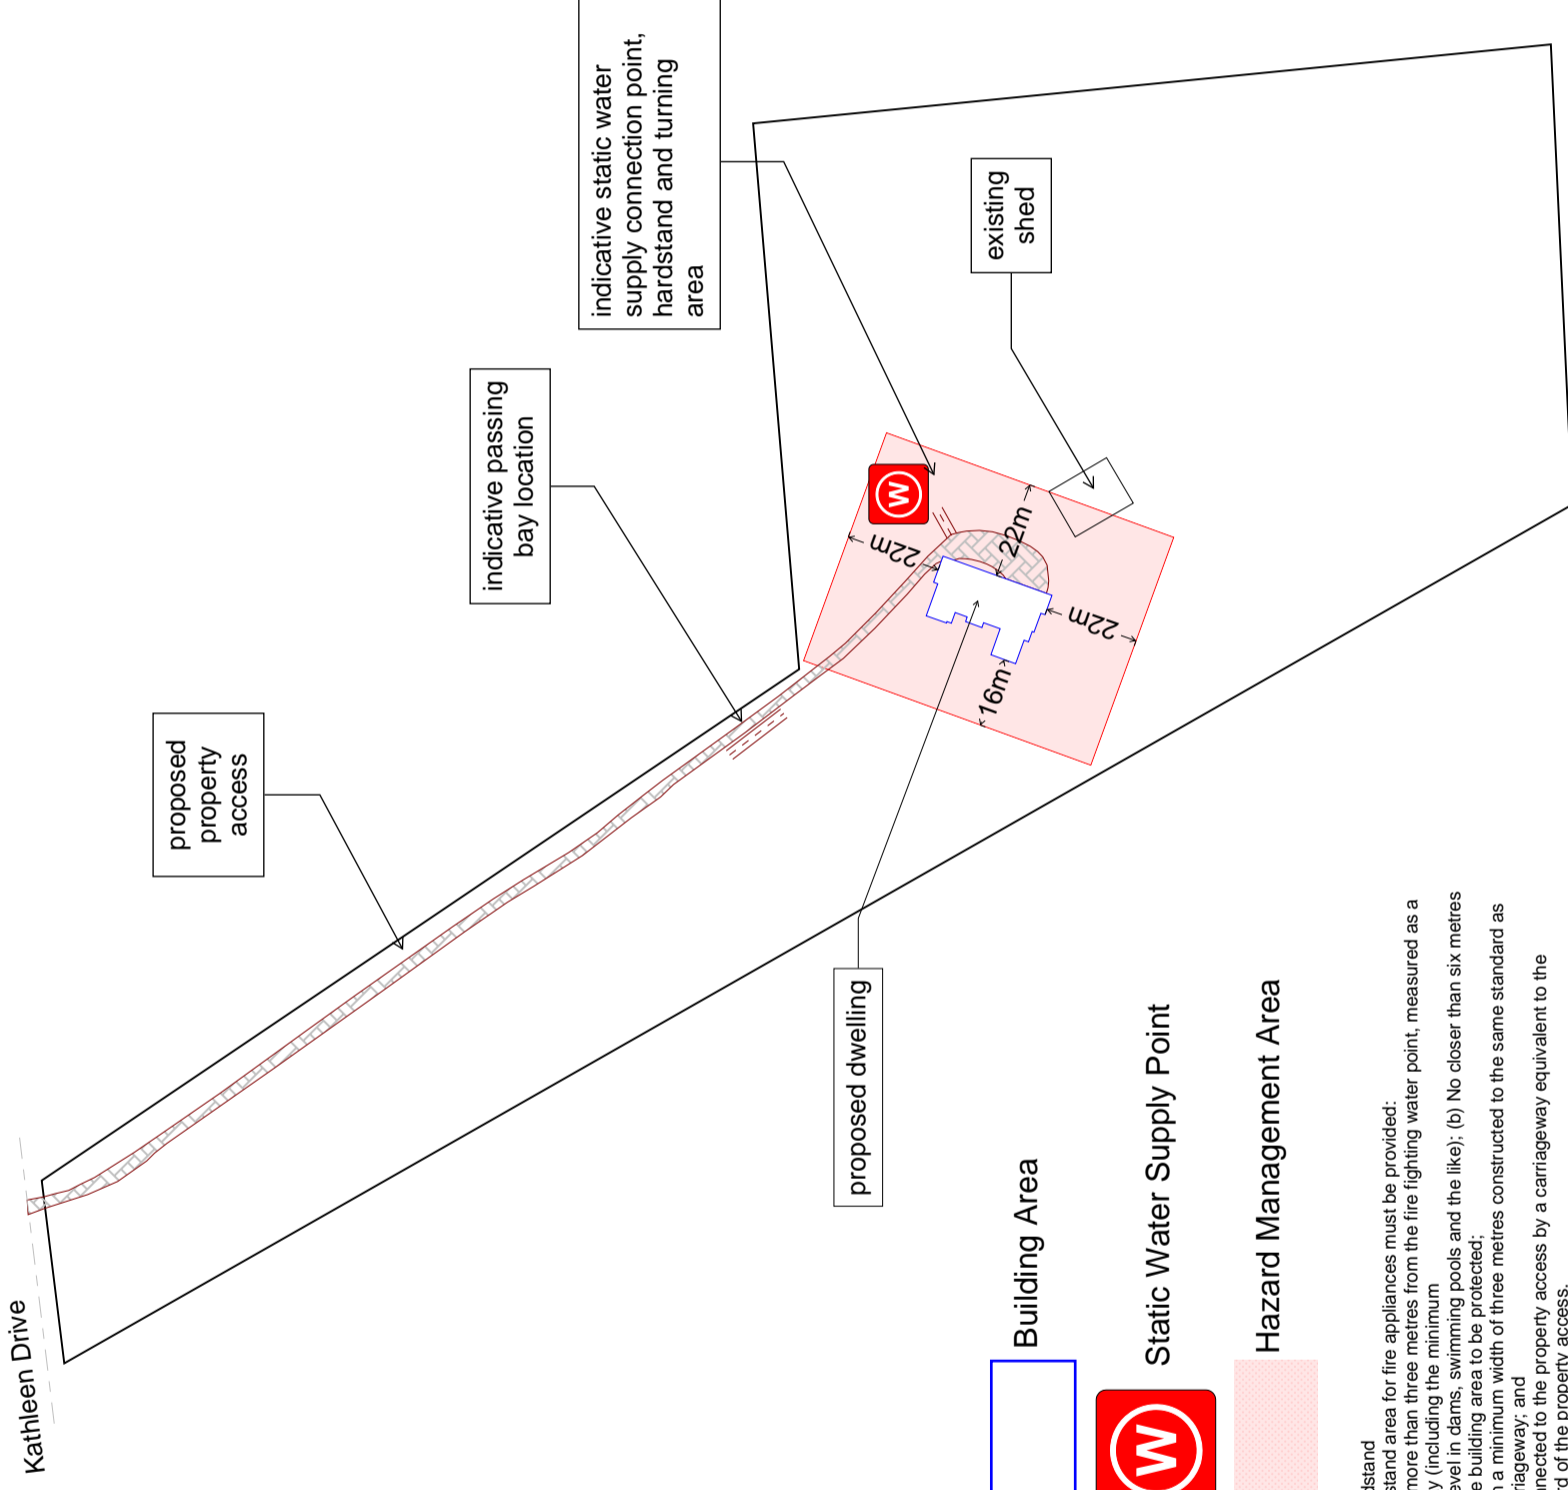 Kathleen Drive
proposed
property
access
indicative passing
bay location
indicative static water
supply connection point,
hardstand and turning
area
existing
shed
W
22m
22m
22m
16m
proposed dwelling
Building Area
W
Static Water Supply Point
Hazard Management Area
dstand
stand area for fire appliances must be provided:
more than three metres from the fire fighting water point, measured as a
y (including the minimum
evel in dams, swimming pools and the like); (b) No closer than six metres
e building area to be protected;
h a minimum width of three metres constructed to the same standard as
riageway; and
nnected to the property access by a carriageway equivalent to the
rd of the property access.